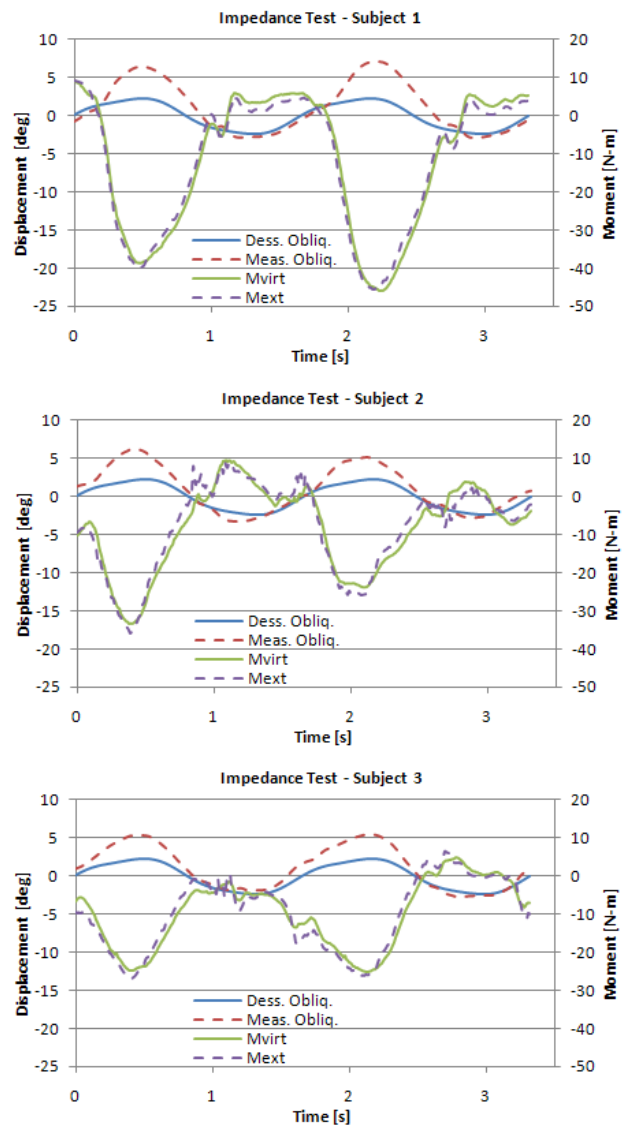 Impedance Test - Subject 1
10
5
0
-5
-10
-15
-20
-25
Displacement [deg]
20
10
0
-10
-20
-30
-40
-50
Moment [N-m]
Dess. Obliq.
Meas. Obliq.
Mvirt
Mext
0 1 2 3
Time [s]
Impedance Test - Subject 2
10
5
0
-5
-10
-15
-20
-25
Displacement [deg]
20
10
0
-10
-20
-30
-40
-50
Moment [N-m]
Dess. Obliq.
Meas. Obliq.
Mvirt
Mext
0 1 2 3
Time [s]
Impedance Test - Subject 3
10
5
0
-5
-10
-15
-20
-25
Displacement [deg]
20
10
0
-10
-20
-30
-40
-50
Moment [N-m]
Dess. Obliq.
Meas. Obliq.
Mvirt
Mext
0 1 2 3
Time [s]